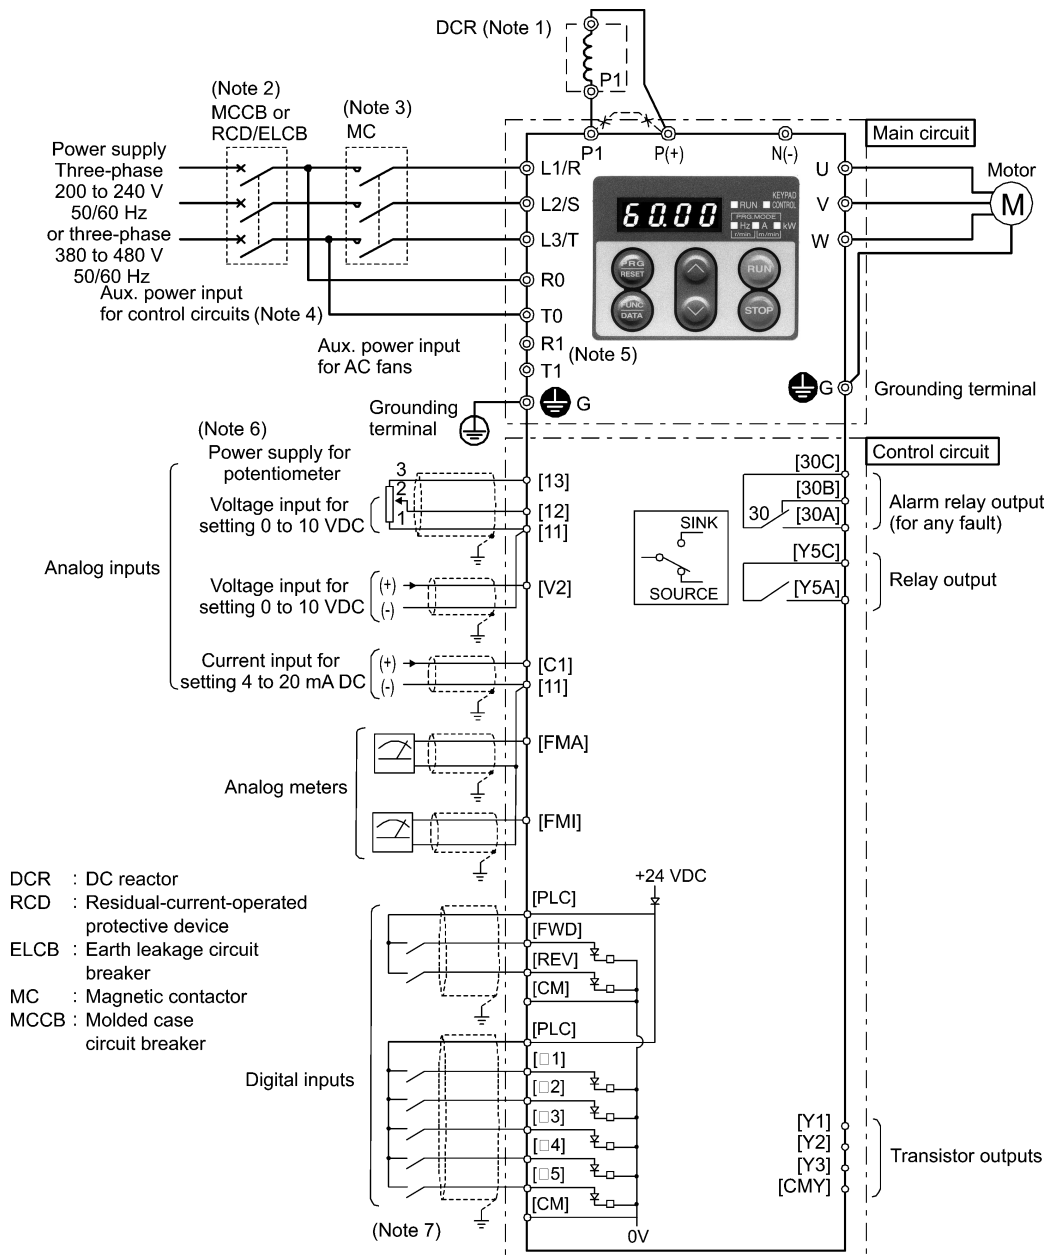 DCR (Note 1)
P1
(Note 2)
MCCB or
RCD/ELCB
(Note 3)
MC
Power supply
Three-phase
200 to 240 V
50/60 Hz
or three-phase
380 to 480 V
50/60 Hz
Aux. power input
for control circuits (Note 4)
Aux. power input
for AC fans
Grounding
terminal
P1
P(+)
N(-)
Main circuit
L1/R
L2/S
L3/T
R0
T0
R1
T1
G
(Note 5)
60.00
RUN
KEYPAD
CONTROL
PRG.MODE
Hz
A
kW
r/min
m/min
PRG
RESET
RUN
FUNC
DATA
STOP
U
V
W
Motor
M
G
Grounding terminal
Control circuit
(Note 6)
Power supply for
potentiometer
Voltage input for
setting 0 to 10 VDC
3
2
1
[13]
[12]
[11]
Analog inputs
Voltage input for
setting 0 to 10 VDC
(+)
(-)
[V2]
Current input for
setting 4 to 20 mA DC
(+)
(-)
[C1]
[11]
Analog meters
[FMA]
[FMI]
SINK
SOURCE
[30C]
[30B]
30
[30A]
Alarm relay output
(for any fault)
[Y5C]
[Y5A]
Relay output
DCR : DC reactor
RCD : Residual-current-operated
protective device
ELCB : Earth leakage circuit
breaker
MC : Magnetic contactor
MCCB : Molded case
circuit breaker
+24 VDC
[PLC]
[FWD]
[REV]
[CM]
[PLC]
[□1]
[□2]
[□3]
[□4]
[□5]
[CM]
0V
Digital inputs
(Note 7)
[Y1]
[Y2]
[Y3]
[CMY]
Transistor outputs